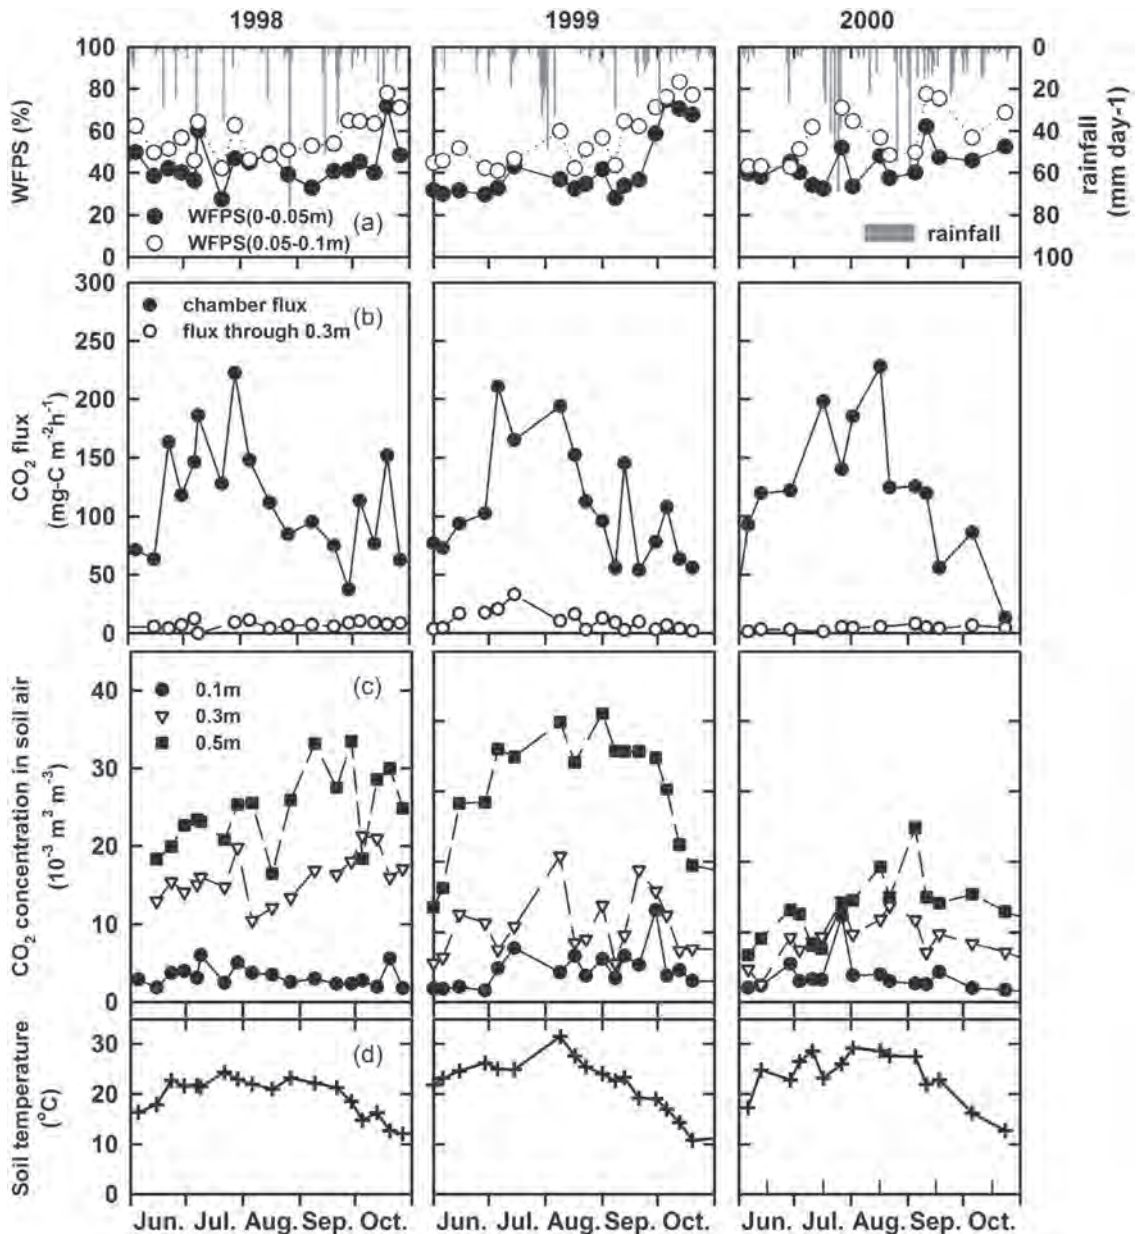 1998 1999 2000
WFPS (%)
100
80
60
40
20
0
WFPS(0-0.05m)
WFPS(0.05-0.1m)
(a)
rainfall
0
20
40
60
80
100
rainfall
(mm day-1)
CO2 flux
(mg-C m-2h-1)
300
250
200
150
100
50
0
chamber flux
flux through 0.3m
(b)
CO2 concentration in soil air
(10-3 m3 m-3)
40
30
20
10
0
0.1m
0.3m
0.5m
(c)
Soil temperature
(oC)
30
20
10
0
(d)
Jun. Jul. Aug. Sep. Oct. Jun. Jul. Aug. Sep. Oct. Jun. Jul. Aug. Sep. Oct.